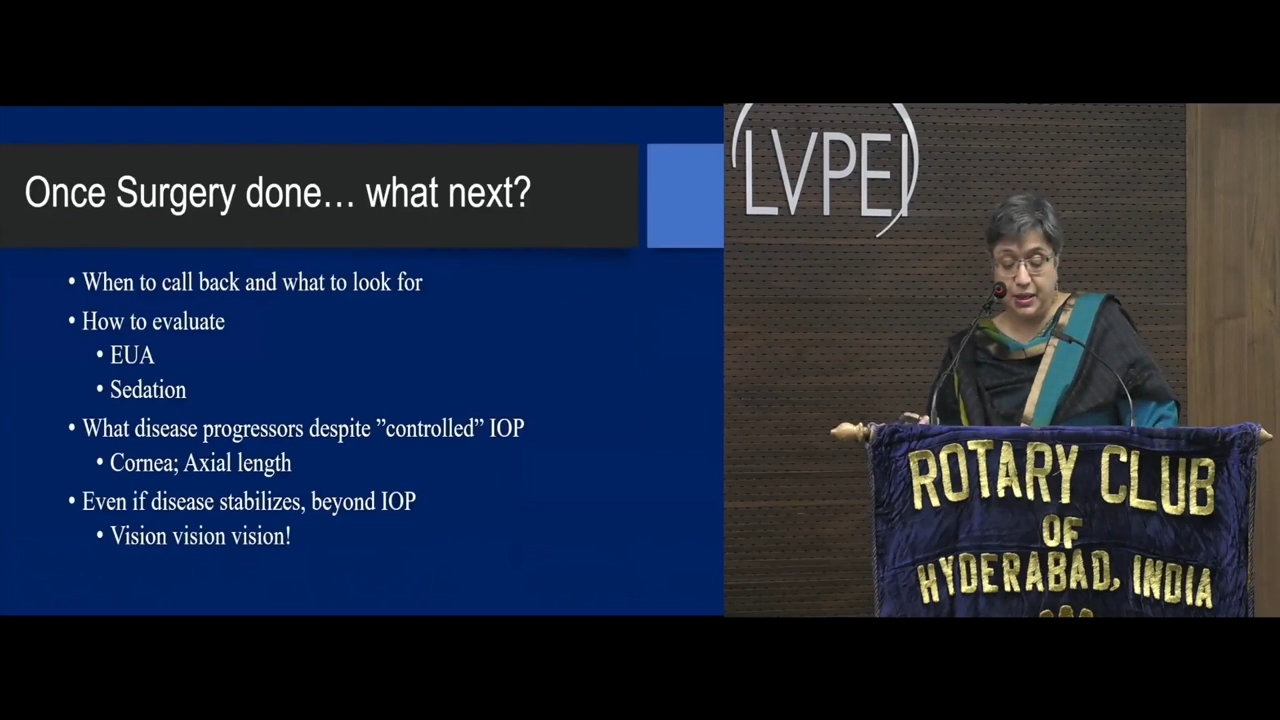 Once Surgery done… what next?
• When to call back and what to look for
• How to evaluate
• EUA
• Sedation
• What disease progressors despite ”controlled” IOP
• Cornea; Axial length
• Even if disease stabilizes, beyond IOP
• Vision vision vision!
LVPEI
ROTARY CLUB
OF
HYDERABAD, INDIA